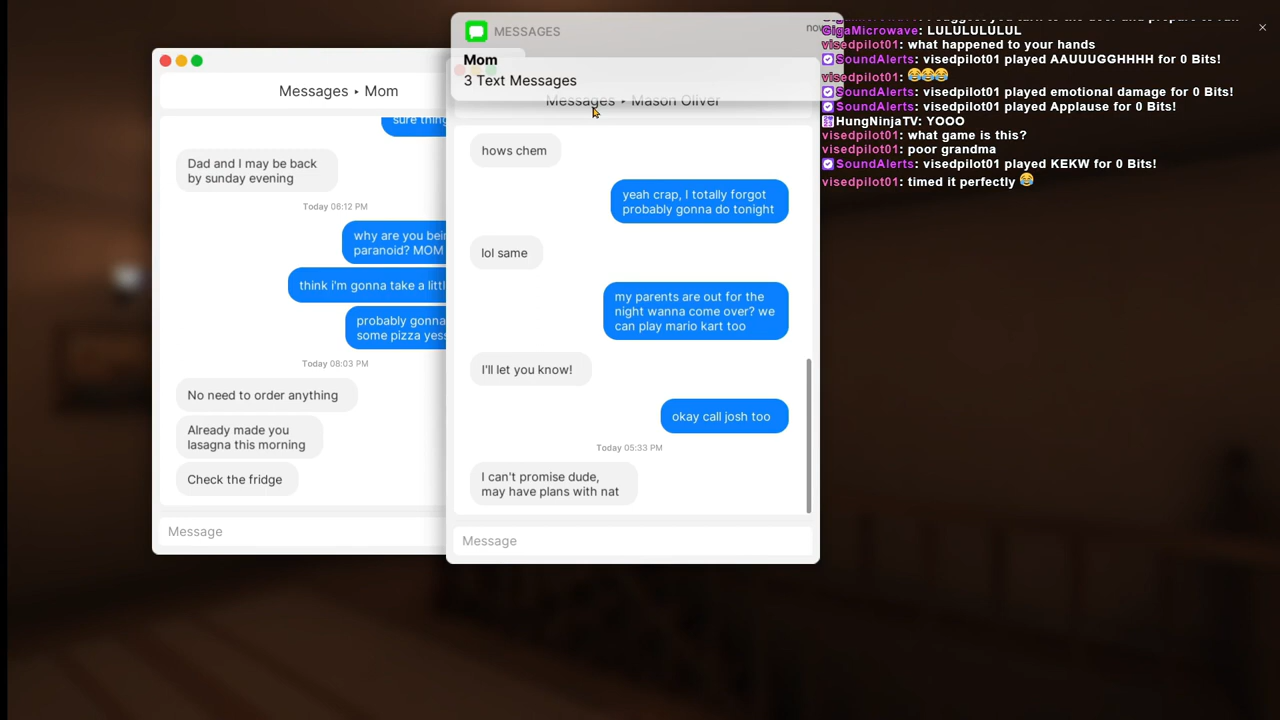 Messages ▸ Mom
sure thing
Dad and I may be back
by sunday evening
Today 06:12 PM
why are you
paranoid? MOM
think i'm gonna take a
probably gonna
some pizza
Today 08:03 PM
No need to order anything
Already made you
lasagna this morning
Check the fridge
Message
MESSAGES
now
Mom
3 Text Messages
Messages ▸ Mason Oliver
hows chem
yeah crap, I totally forgot
probably gonna do tonight
lol same
my parents are out for the
night wanna come over? we
can play mario kart too
I'll let you know!
okay call josh too
Today 05:33 PM
I can't promise dude,
may have plans with nat
Message
GigaMicrowave: LULULULULUL
visedpilot01: what happened to your hands
SoundAlerts: visedpilot01 played AAUUUGGHHHH for 0 Bits!
visedpilot01: 😂😂😂
SoundAlerts: visedpilot01 played emotional damage for 0 Bits!
SoundAlerts: visedpilot01 played Applause for 0 Bits!
HungNinjaTV: YOOO
visedpilot01: what game is this?
visedpilot01: poor grandma
SoundAlerts: visedpilot01 played KEKW for 0 Bits!
visedpilot01: timed it perfectly 😂